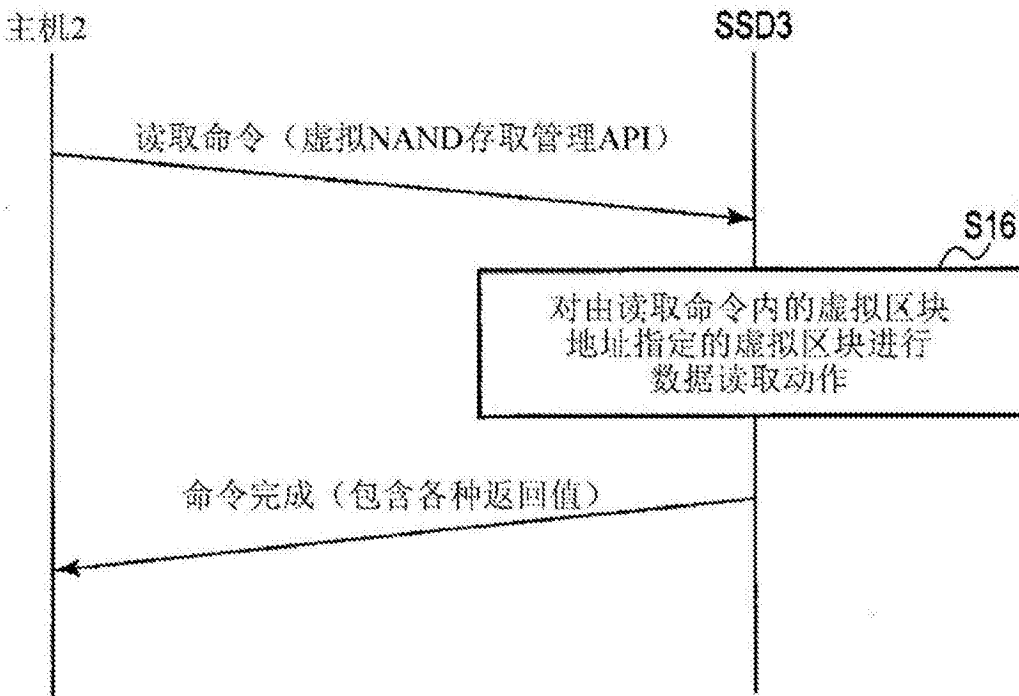 主机2
SSD3
读取命令（虚拟NAND存取管理API）
S16
对由读取命令内的虚拟区块
地址指定的虚拟区块进行
数据读取动作
命令完成（包含各种返回值）